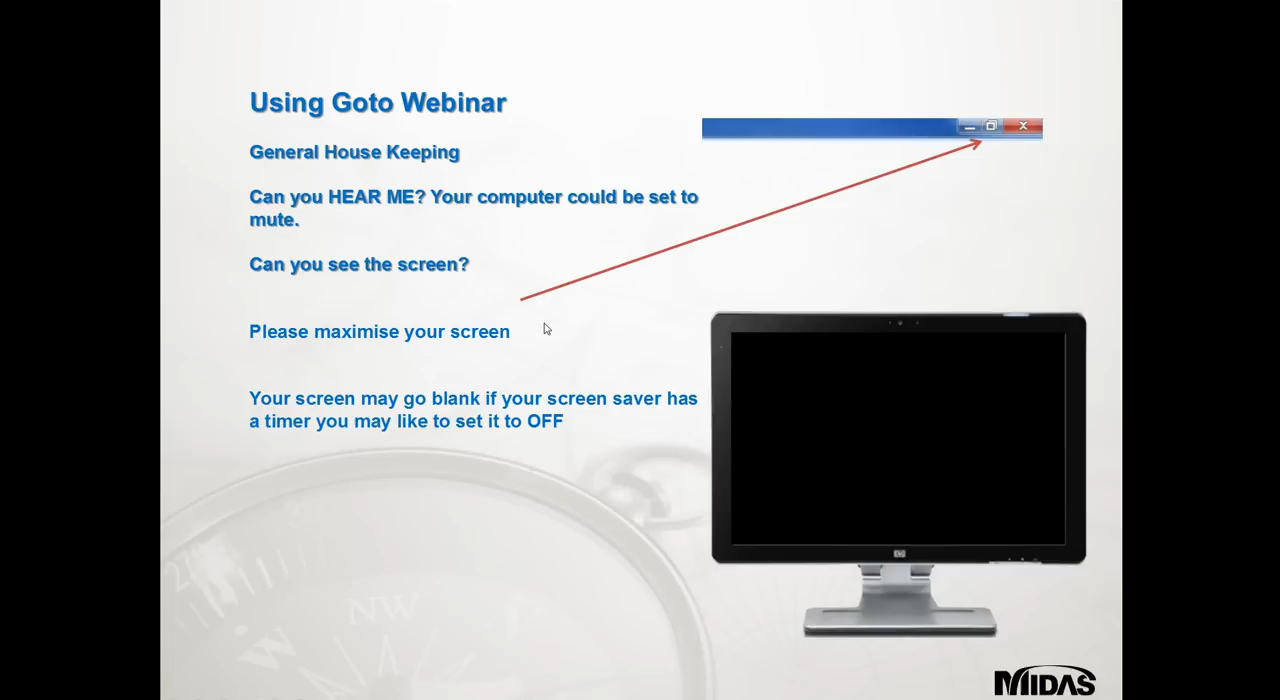 Using Goto Webinar
General House Keeping
Can you HEAR ME? Your computer could be set to
mute.
Can you see the screen?
Please maximise your screen
Your screen may go blank if your screen saver has
a timer you may like to set it to OFF
NW
W
MIDAS